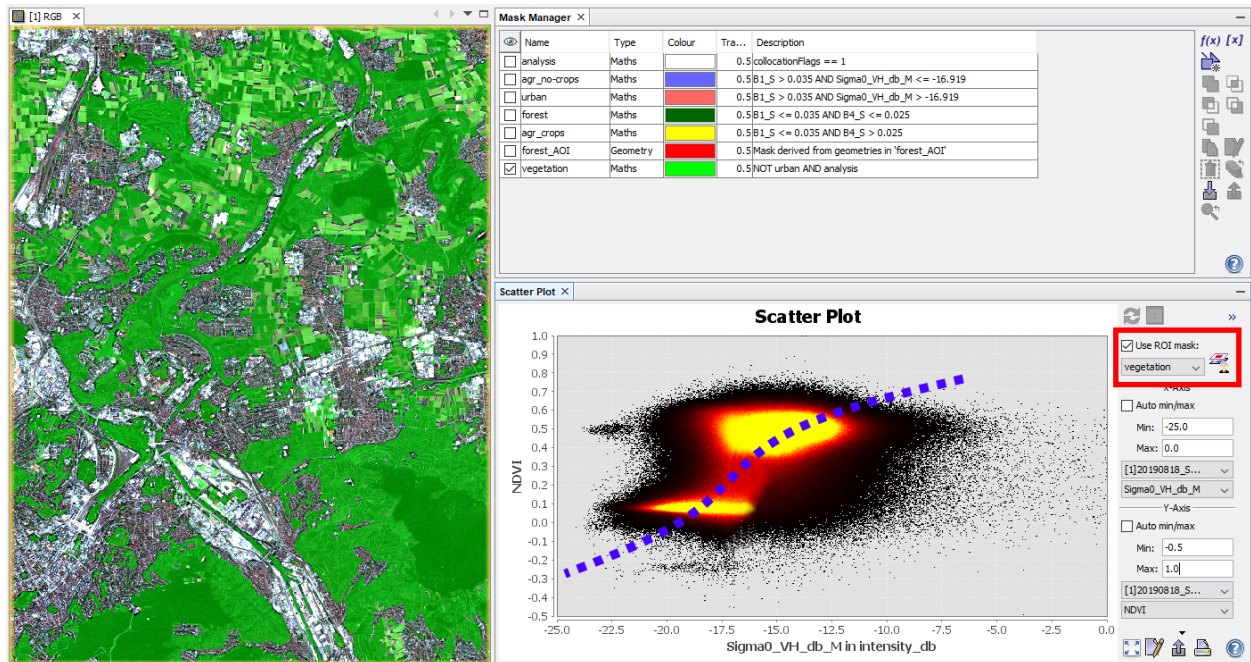 [1] RGB
Mask Manager
Name Type Colour Tra... Description
analysis Maths 0.5 collocationFlags == 1
agr_no-crops Maths 0.5 B1_S > 0.035 AND Sigma0_VH_db_M <= -16.919
urban Maths 0.5 B1_S > 0.035 AND Sigma0_VH_db_M > -16.919
forest Maths 0.5 B1_S <= 0.035 AND B4_S <= 0.025
agr_crops Maths 0.5 B1_S <= 0.035 AND B4_S > 0.025
forest_AOI Geometry 0.5 Mask derived from geometries in 'forest_AOI'
vegetation Maths 0.5 NOT urban AND analysis
f(x) [x]
Scatter Plot
Scatter Plot
1.0
0.9
0.8
0.7
0.6
0.5
0.4
0.3
0.2
0.1
0.0
-0.1
-0.2
-0.3
-0.4
-0.5
NDVI
-25.0 -22.5 -20.0 -17.5 -15.0 -12.5 -10.0 -7.5 -5.0 -2.5 0.0
Sigma0_VH_db_M in intensity_db
»
Use ROI mask:
vegetation
X-Axis
Auto min/max
Min: -25.0
Max: 0.0
[1]20190818_S...
Sigma0_VH_db_M
Y-Axis
Auto min/max
Min: -0.5
Max: 1.0
[1]20190818_S...
NDVI